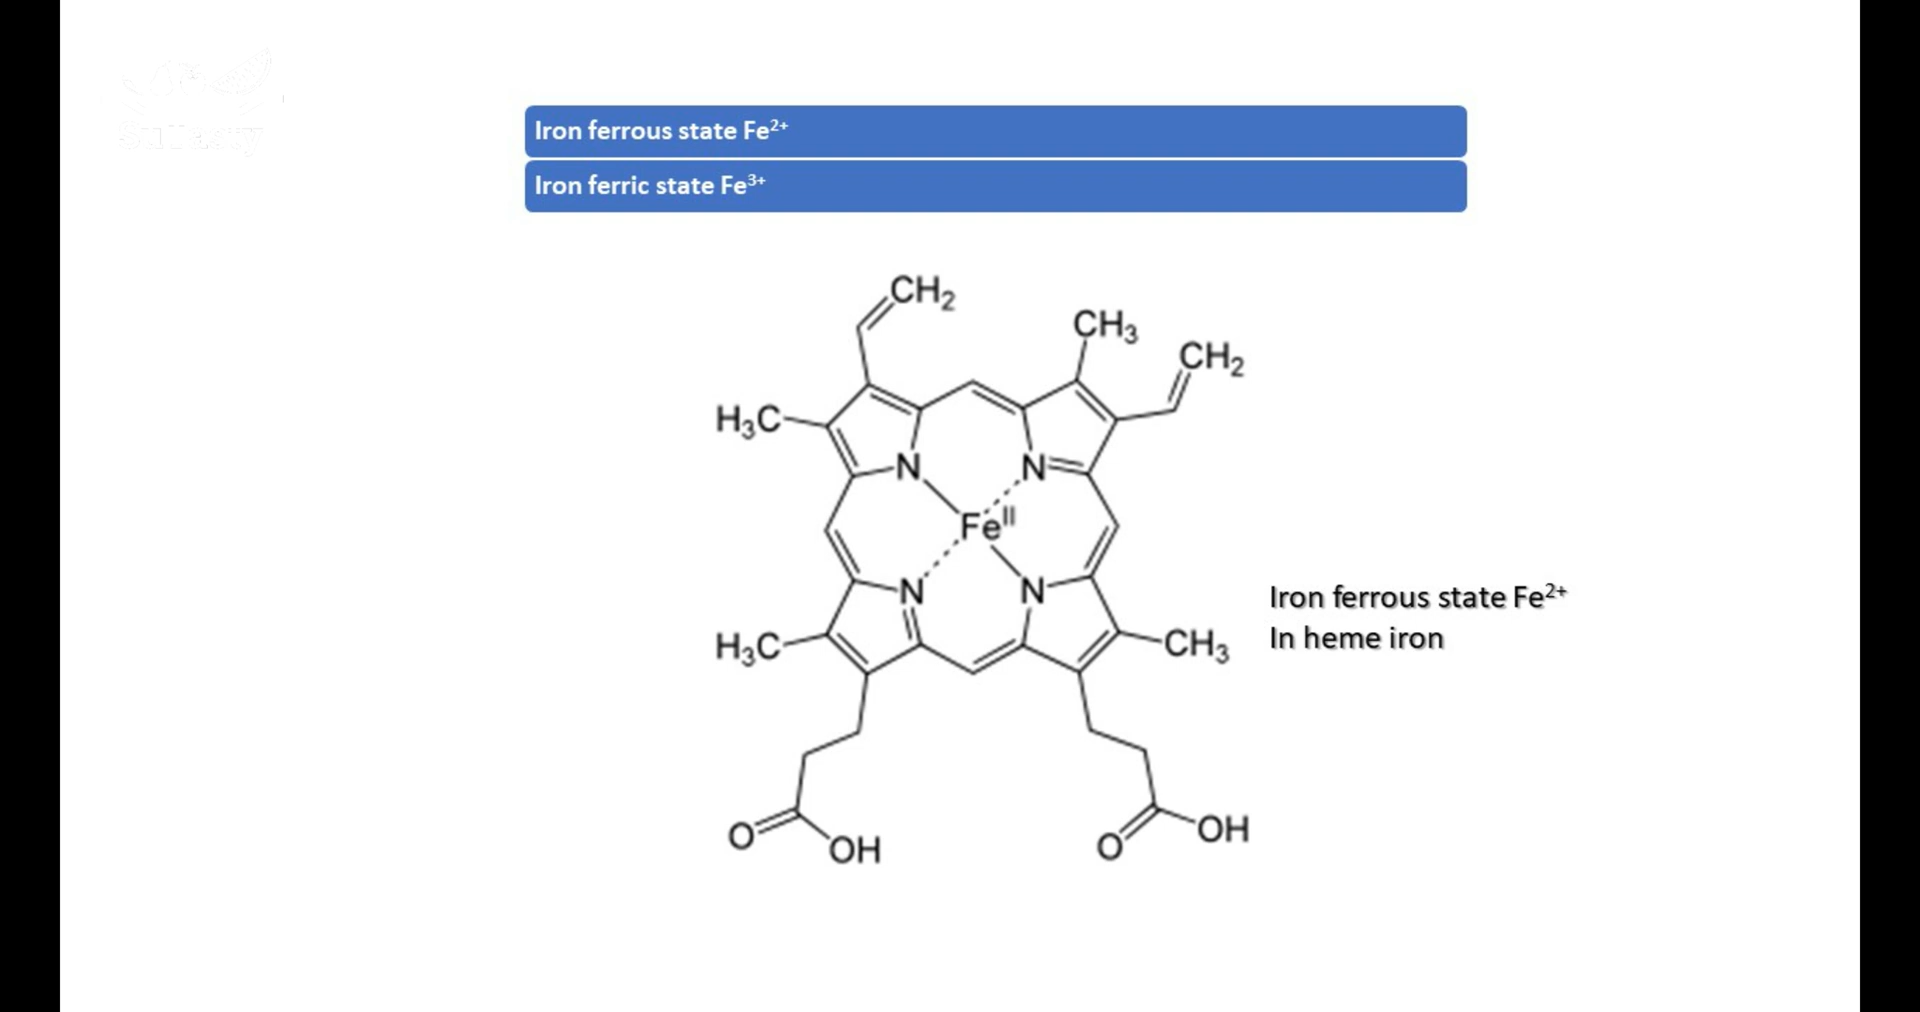 Iron ferrous state Fe²⁺
Iron ferric state Fe³⁺
CH₂
CH₃
CH₂
H₃C
N
N
Feᴵᴵ
N
N
Iron ferrous state Fe²⁺
In heme iron
H₃C
CH₃
O
OH
O
OH